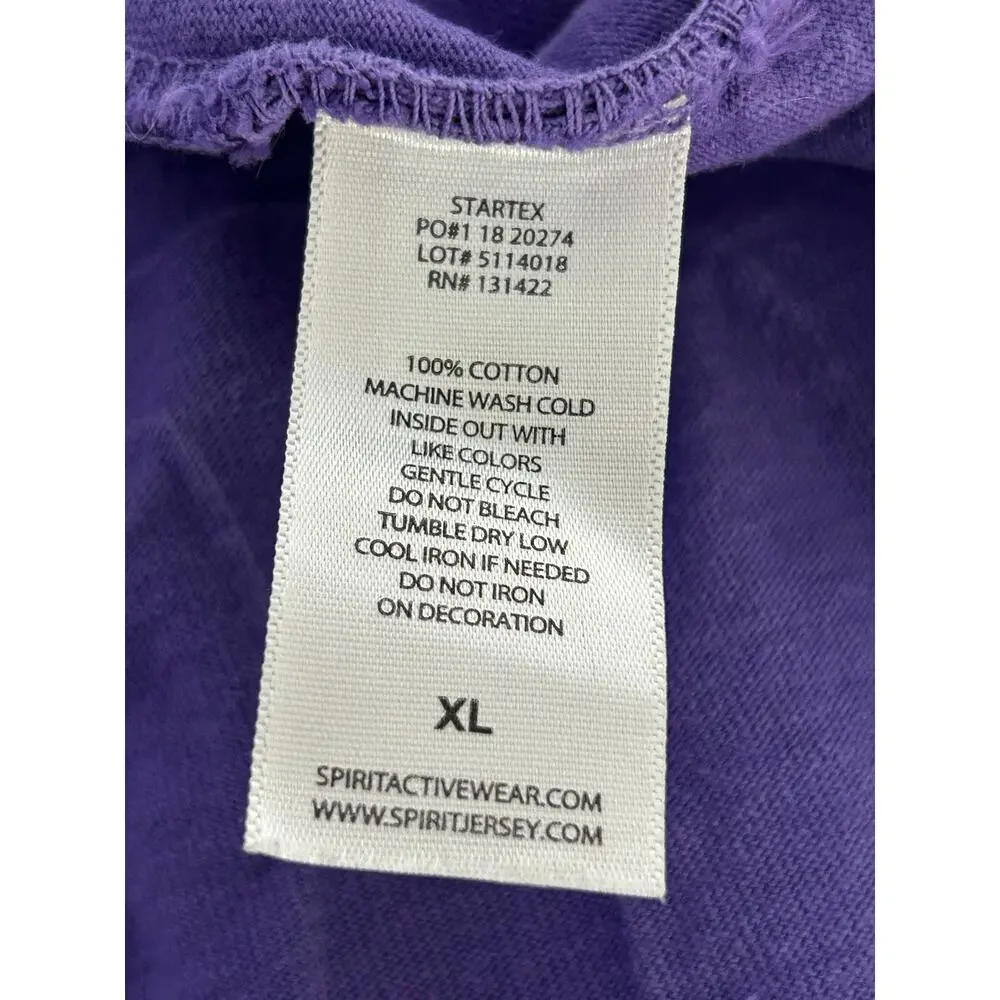 STARTEX
PO#1 18 20274
LOT# 5114018
RN# 131422
100% COTTON
MACHINE WASH COLD
INSIDE OUT WITH
LIKE COLORS
GENTLE CYCLE
DO NOT BLEACH
TUMBLE DRY LOW
COOL IRON IF NEEDED
DO NOT IRON
ON DECORATION
XL
SPIRITACTIVEWEAR.COM
WWW.SPIRITJERSEY.COM